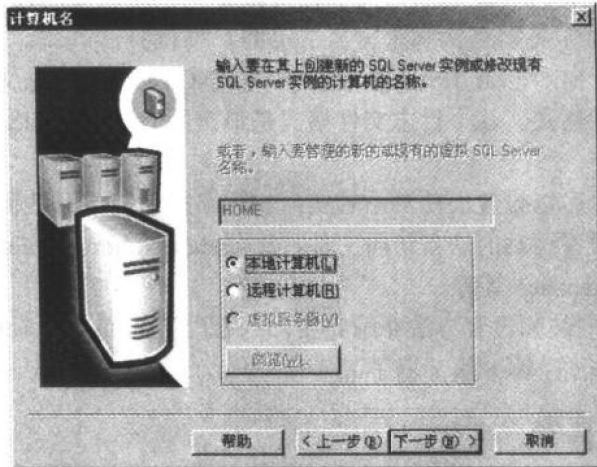 计算机名
输入要在其上创建新的 SQL Server 实例或修改现有
SQL Server 实例的计算机的名称。
或者，输入要管理的新的或现有的虚拟 SQL Server
名称。
HOME
本地计算机(L)
远程计算机(R)
虚拟服务器(V)
浏览(W)...
帮助
< 上一步(B)
下一步(N) >
取消